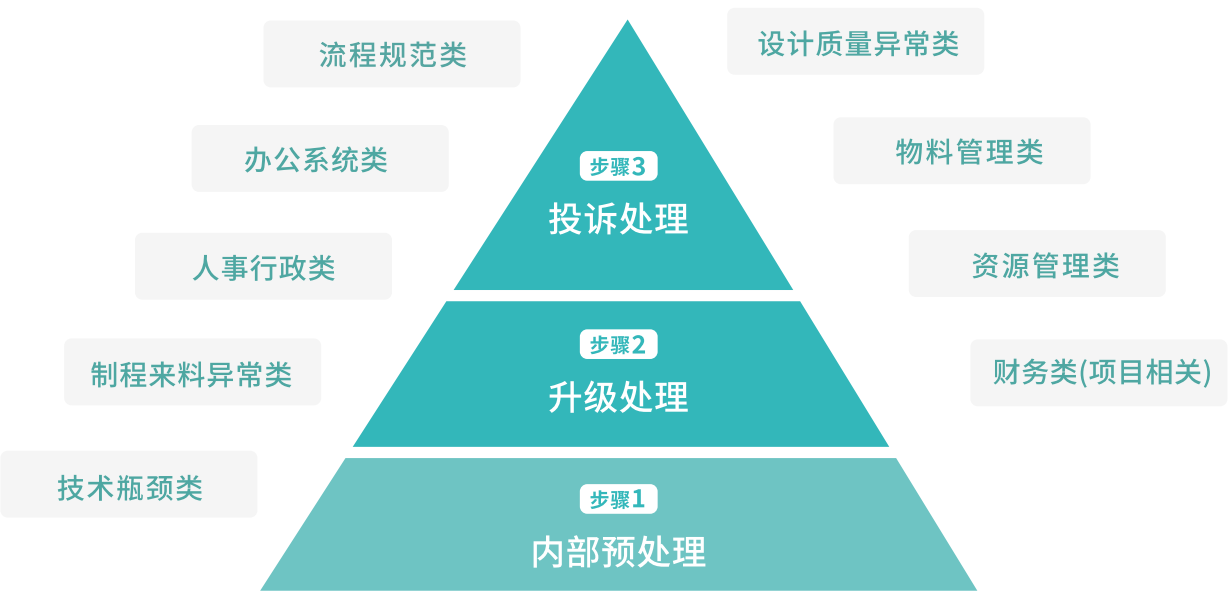 流程规范类
设计质量异常类
办公系统类
物料管理类
步骤3
投诉处理
人事行政类
资源管理类
步骤2
升级处理
制程来料异常类
财务类(项目相关)
技术瓶颈类
步骤1
内部预处理